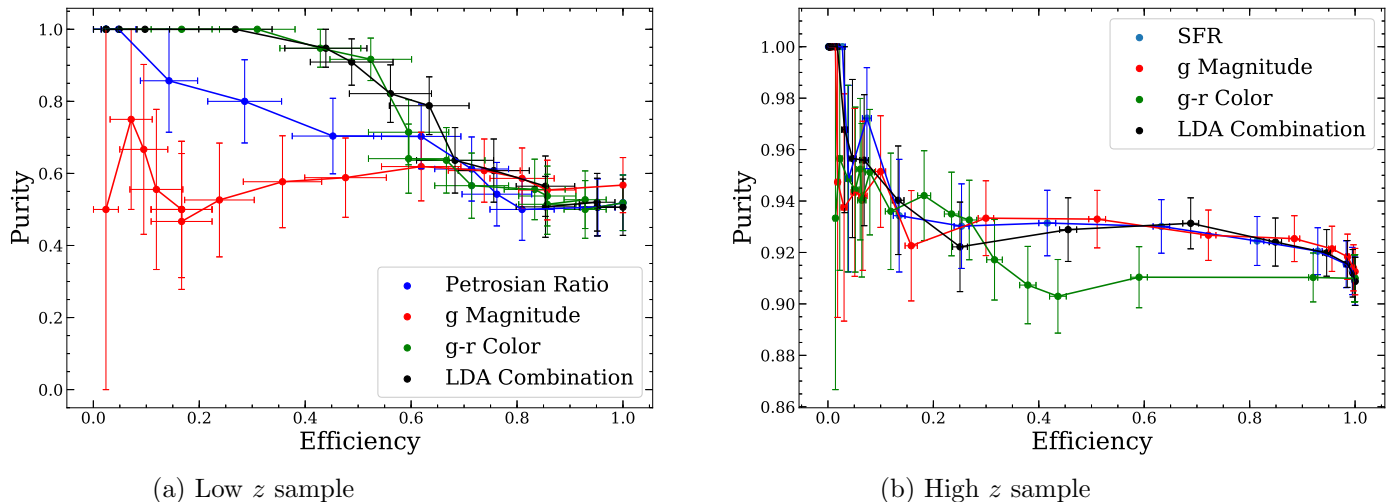 1.0
0.8
0.6
0.4
0.2
0.0
Purity
0.0 0.2 0.4 0.6 0.8 1.0
Efficiency
Petrosian Ratio
g Magnitude
g-r Color
LDA Combination
(a) Low z sample
1.00
0.98
0.96
0.94
0.92
0.90
0.88
0.86
Purity
0.0 0.2 0.4 0.6 0.8 1.0
Efficiency
SFR
g Magnitude
g-r Color
LDA Combination
(b) High z sample